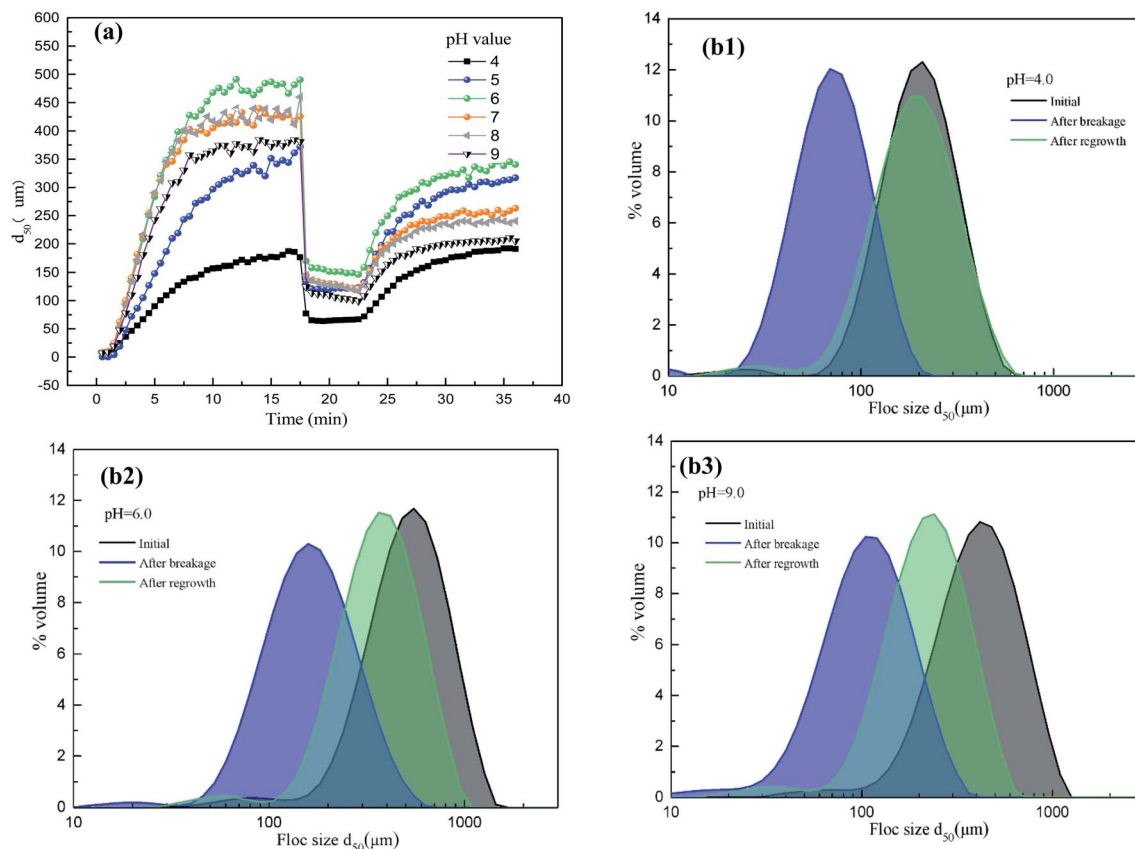 (a)
600
550
500
450
400
350
300
250
200
150
100
50
0
-50
d50( um)
0 5 10 15 20 25 30 35 40
Time (min)
pH value
4
5
6
7
8
9
(b1)
14
12
10
8
6
4
2
0
% volume
10 100 1000
Floc size d50(μm)
pH=4.0
Initial
After breakage
After regrowth
(b2)
14
12
10
8
6
4
2
0
% volume
10 100 1000
Floc size d50(μm)
pH=6.0
Initial
After breakage
After regrowth
(b3)
14
12
10
8
6
4
2
0
% volume
10 100 1000
Floc size d50(μm)
pH=9.0
Initial
After breakage
After regrowth